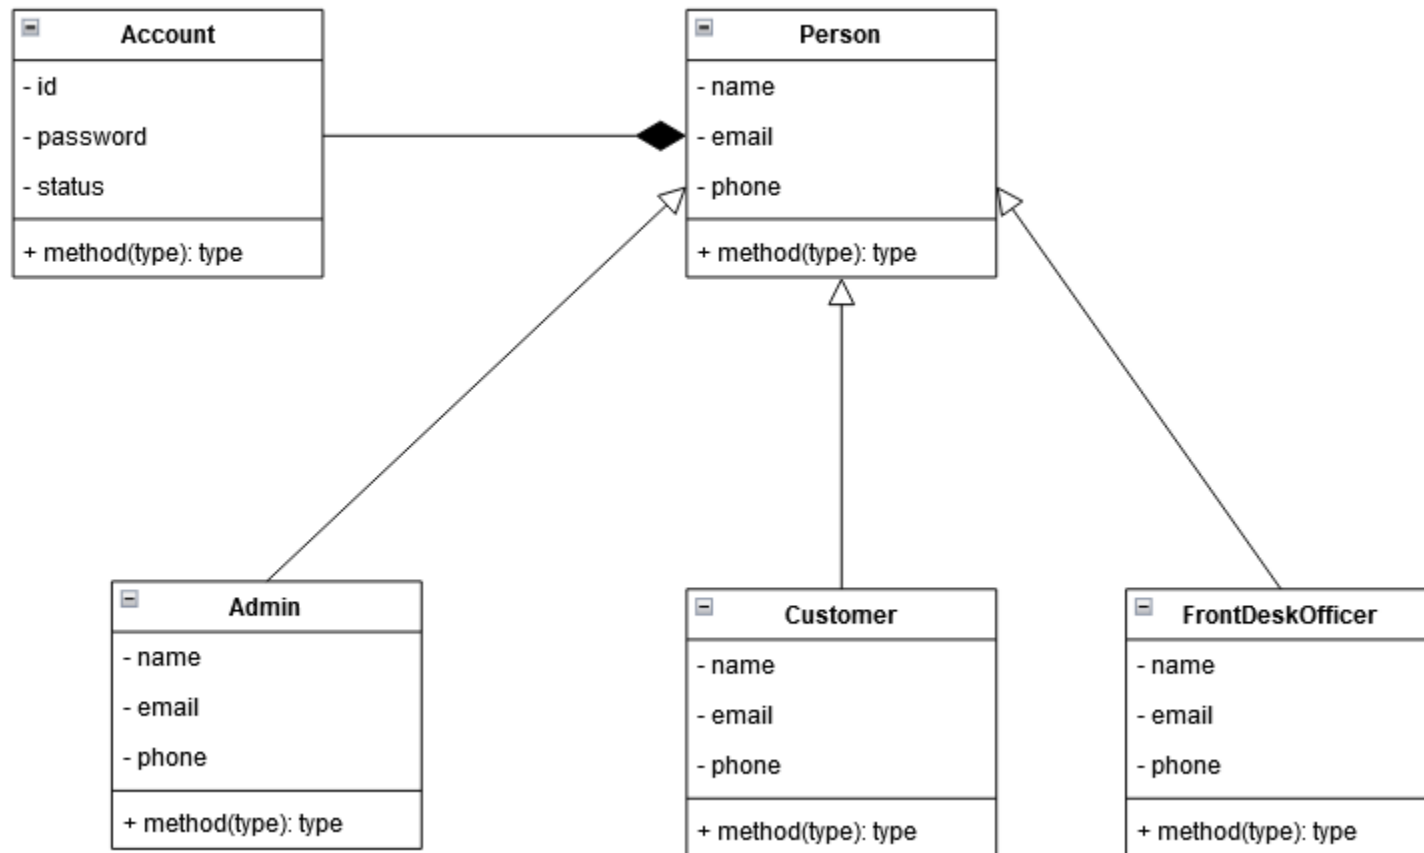 Account
- id
- password
- status
+ method(type): type
Person
- name
- email
- phone
+ method(type): type
Admin
- name
- email
- phone
+ method(type): type
Customer
- name
- email
- phone
+ method(type): type
FrontDeskOfficer
- name
- email
- phone
+ method(type): type